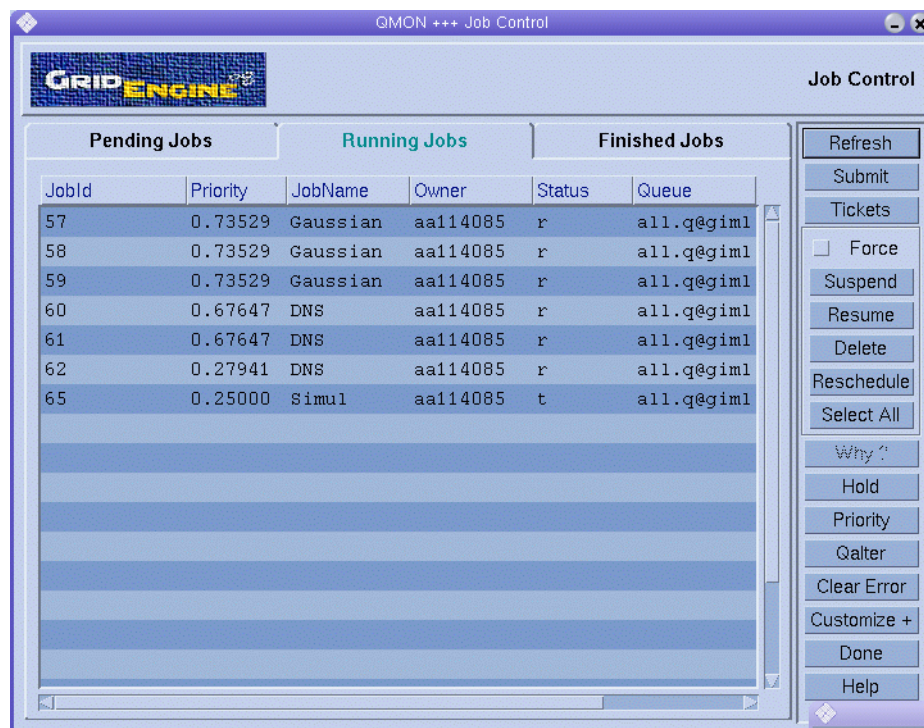 QMON +++ Job Control
GRID ENGINE
Job Control
Pending Jobs Running Jobs Finished Jobs
JobId Priority JobName Owner Status Queue
57 0.73529 Gaussian aa114085 r all.q@giml
58 0.73529 Gaussian aa114085 r all.q@giml
59 0.73529 Gaussian aa114085 r all.q@giml
60 0.67647 DNS aa114085 r all.q@giml
61 0.67647 DNS aa114085 r all.q@giml
62 0.27941 DNS aa114085 r all.q@giml
65 0.25000 Simul aa114085 t all.q@giml
Refresh
Submit
Tickets
Force
Suspend
Resume
Delete
Reschedule
Select All
Why ?
Hold
Priority
Qalter
Clear Error
Customize +
Done
Help